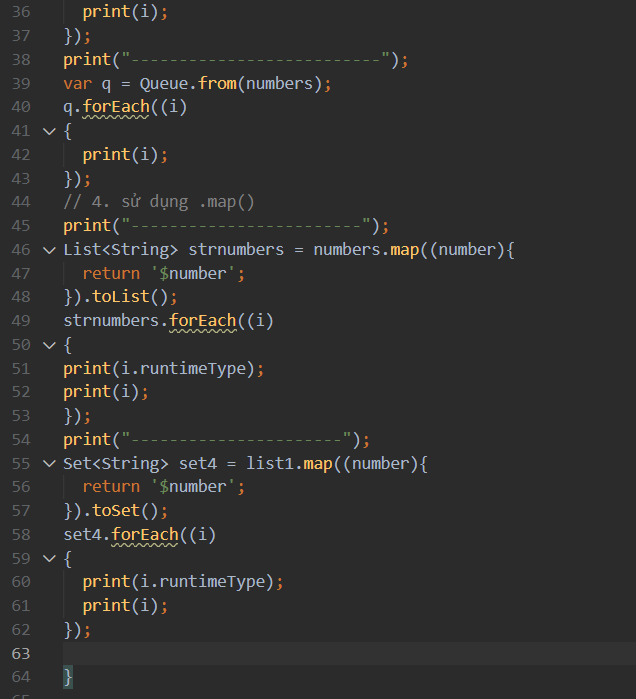 36 print(i);
37 });
38 print("--------------------------");
39 var q = Queue.from(numbers);
40 q.forEach((i)
41 {
42 print(i);
43 });
44 // 4. sử dụng .map()
45 print("------------------------");
46 List<String> strnumbers = numbers.map((number){
47 return '$number';
48 }).toList();
49 strnumbers.forEach((i)
50 {
51 print(i.runtimeType);
52 print(i);
53 });
54 print("----------------------");
55 Set<String> set4 = list1.map((number){
56 return '$number';
57 }).toSet();
58 set4.forEach((i)
59 {
60 print(i.runtimeType);
61 print(i);
62 });
63
64 }